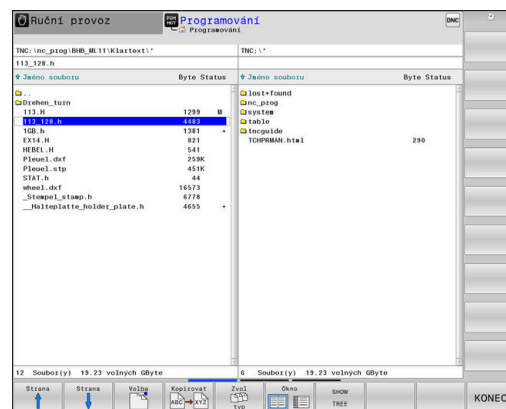 Ruční provoz
PGM
MGT
Programování
Programování
DNC
TNC:\nc_prog\BHB_ML11\Klartext\*
TNC:\*
113_128.h
Jméno souboru Byte Status
Jméno souboru Byte Status
..
Drehen_turn
113.H 1299 M
113_128.h 4483
1GB.h 1381 +
EX14.H 821
HEBEL.H 541
Pleuel.dxf 259K
Pleuel.stp 451K
STAT.h 44
wheel.dxf 16573
_Stempel_stamp.h 6778
__Halteplatte_holder_plate.h 4655 +
lost+found
nc_prog
system
table
tncguide
TCHPRMAN.html 290
12 Soubor(y) 19.23 volných GByte
6 Soubor(y) 19.23 volných GByte
Strana
Strana
Volba
Kopírovat
ABC XYZ
Zvol
typ
Okno
SHOW
TREE
KONEC